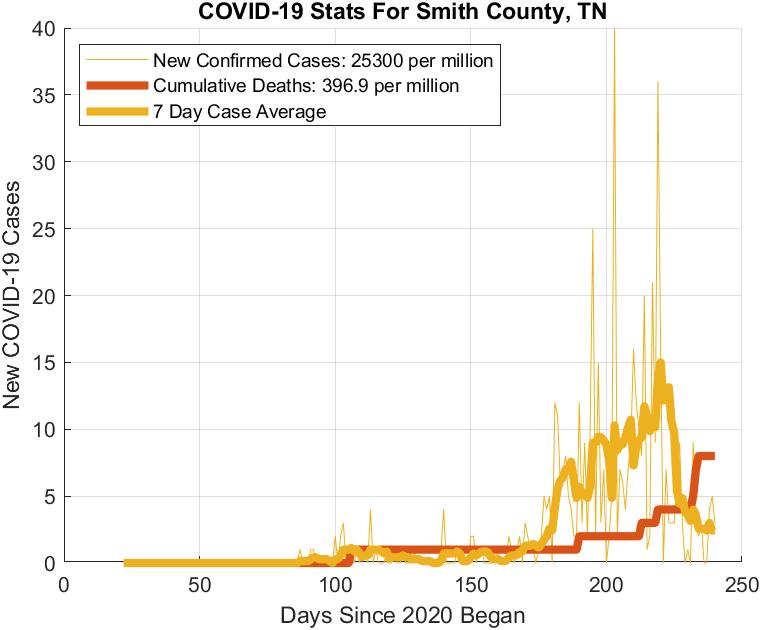 COVID-19 Stats For Smith County, TN
New Confirmed Cases: 25300 per million
Cumulative Deaths: 396.9 per million
7 Day Case Average
New COVID-19 Cases
40
35
30
25
20
15
10
5
0
0 50 100 150 200 250
Days Since 2020 Began